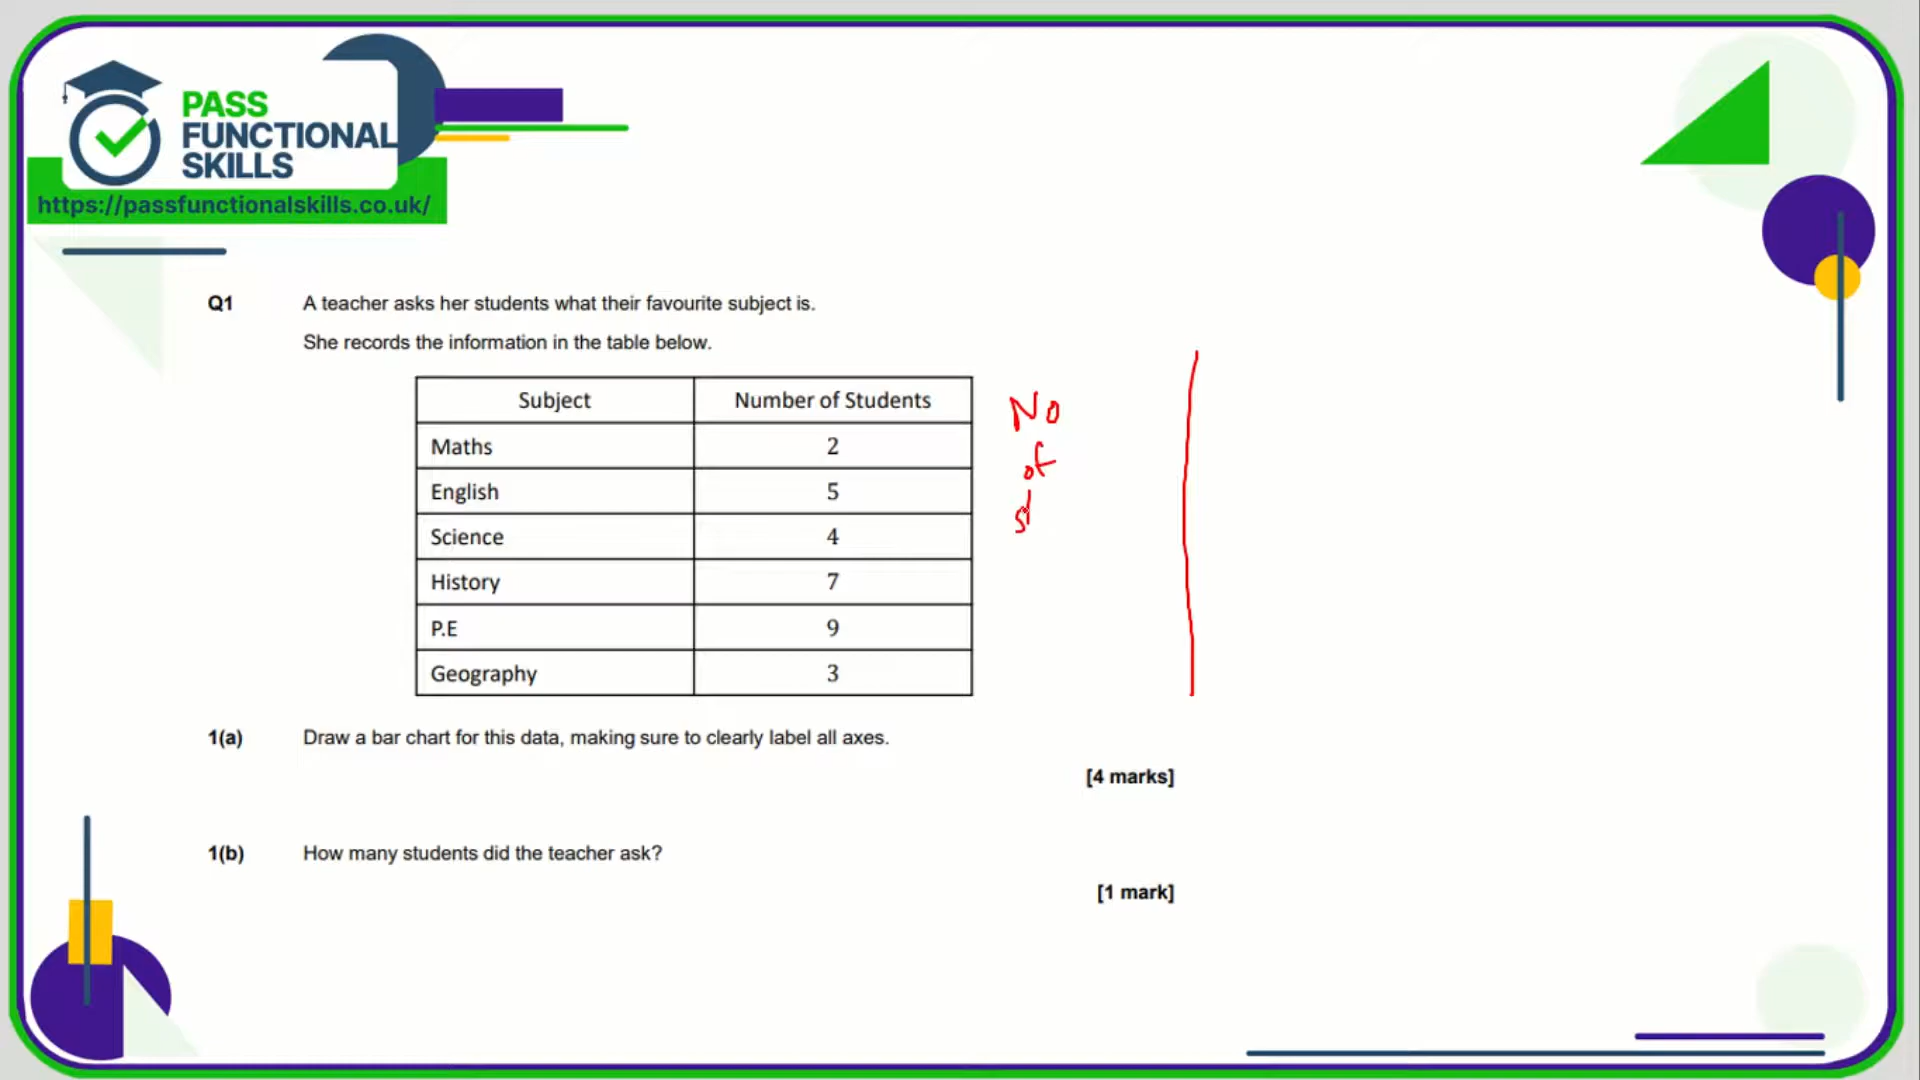 PASS
FUNCTIONAL
SKILLS
https://passfunctionalskills.co.uk/
Q1 A teacher asks her students what their favourite subject is.
She records the information in the table below.
Subject Number of Students
Maths 2
English 5
Science 4
History 7
P.E 9
Geography 3
No
of
1(a) Draw a bar chart for this data, making sure to clearly label all axes.
[4 marks]
1(b) How many students did the teacher ask?
[1 mark]